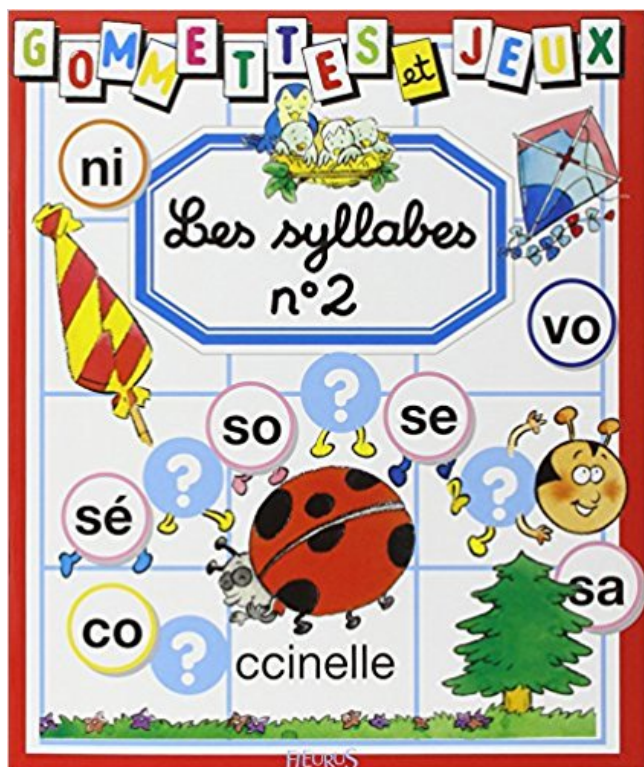 GOMMETTES et JEUX
ni
Les syllabes
n°2
vo
so
?
se
?
?
sé
sa
co
?
ccinelle
FLEURUS